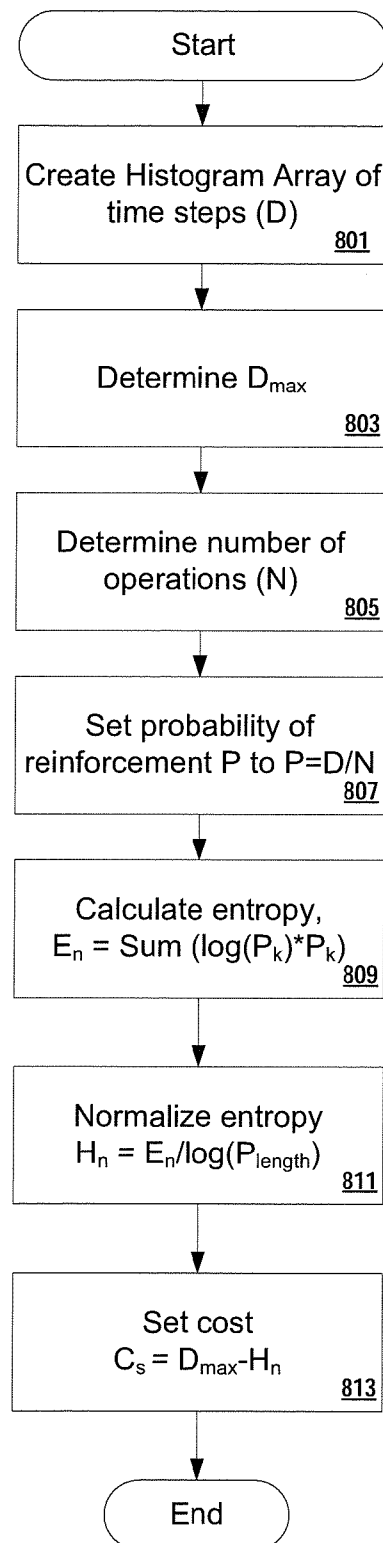 Start
Create Histogram Array of
time steps (D)
801
Determine Dmax
803
Determine number of
operations (N)
805
Set probability of
reinforcement P to P=D/N
807
Calculate entropy,
En = Sum (log(Pk)*Pk)
809
Normalize entropy
Hn = En/log(Plength)
811
Set cost
Cs = Dmax-Hn
813
End